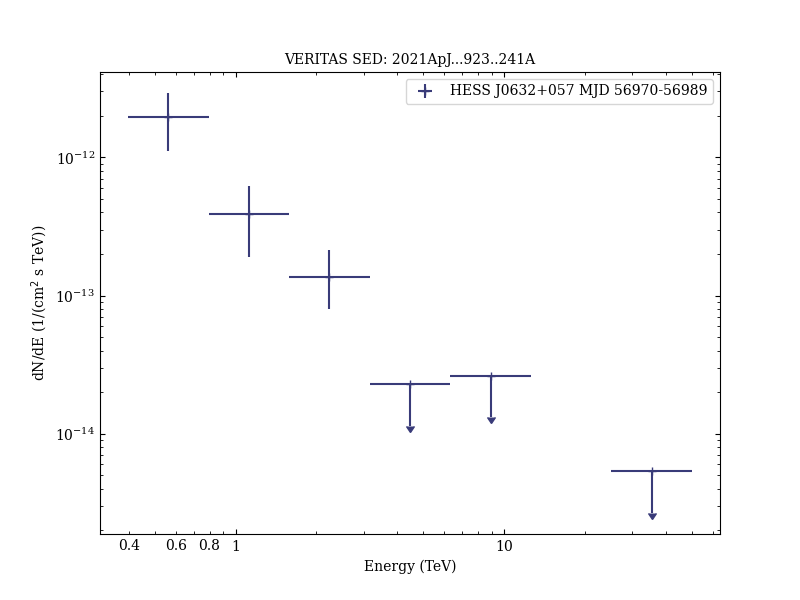 VERITAS SED: 2021ApJ...923..241A
HESS J0632+057 MJD 56970-56989
dN/dE (1/(cm² s TeV))
10⁻¹²
10⁻¹³
10⁻¹⁴
0.4 0.6 0.8 1 10
Energy (TeV)